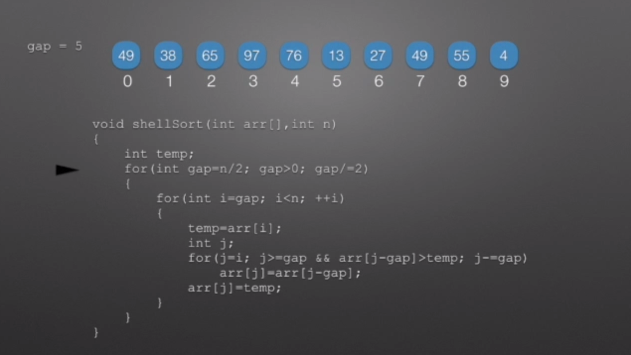 gap = 5
49 38 65 97 76 13 27 49 55 4
0 1 2 3 4 5 6 7 8 9
void shellSort(int arr[],int n)
{
int temp;
for(int gap=n/2; gap>0; gap/=2)
{
for(int i=gap; i<n; ++i)
{
temp=arr[i];
int j;
for(j=i; j>=gap && arr[j-gap]>temp; j-=gap)
arr[j]=arr[j-gap];
arr[j]=temp;
}
}
}